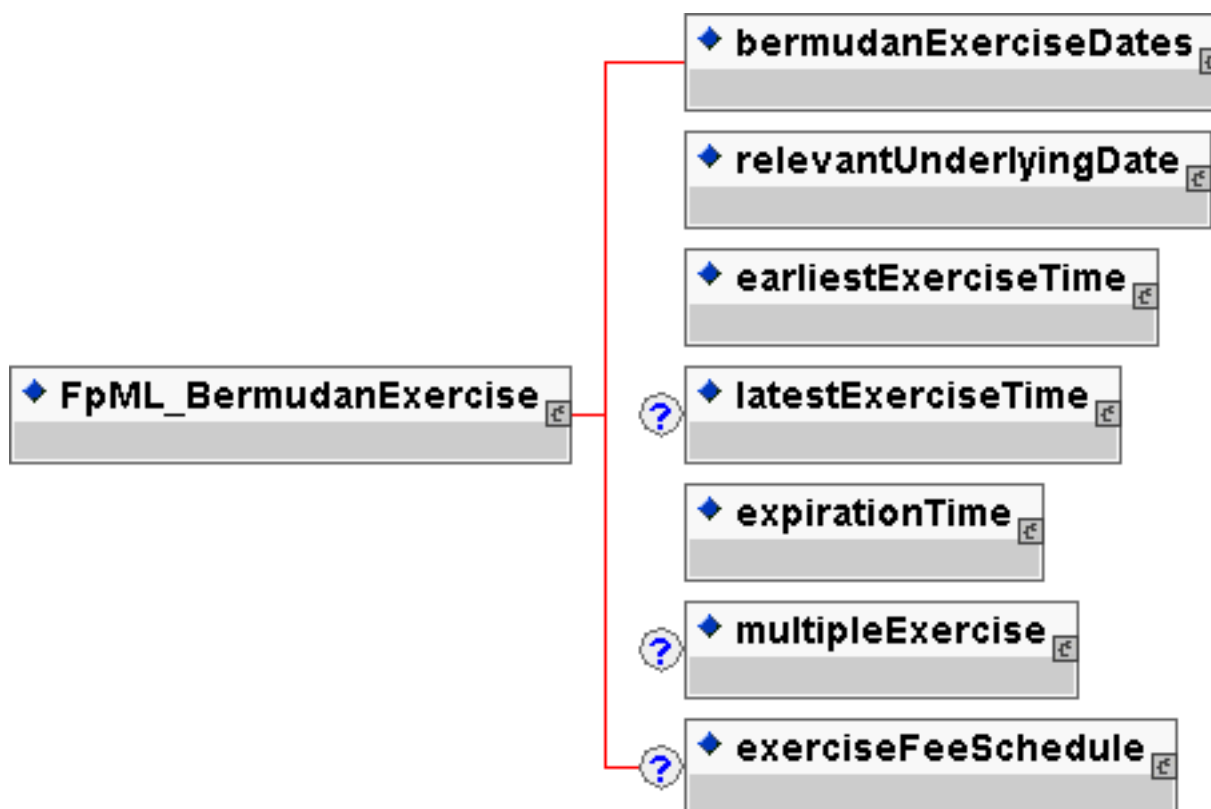 bermudanExerciseDates
relevantUnderlyingDate
earliestExerciseTime
FpML_BermudanExercise
? latestExerciseTime
expirationTime
? multipleExercise
? exerciseFeeSchedule